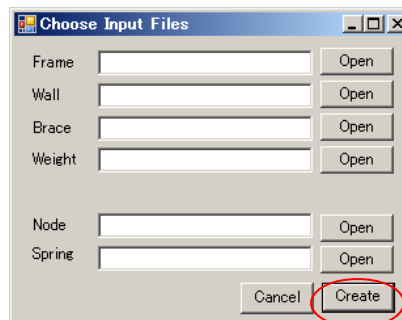 Choose Input Files
Frame Open
Wall Open
Brace Open
Weight Open
Node Open
Spring Open
Cancel Create